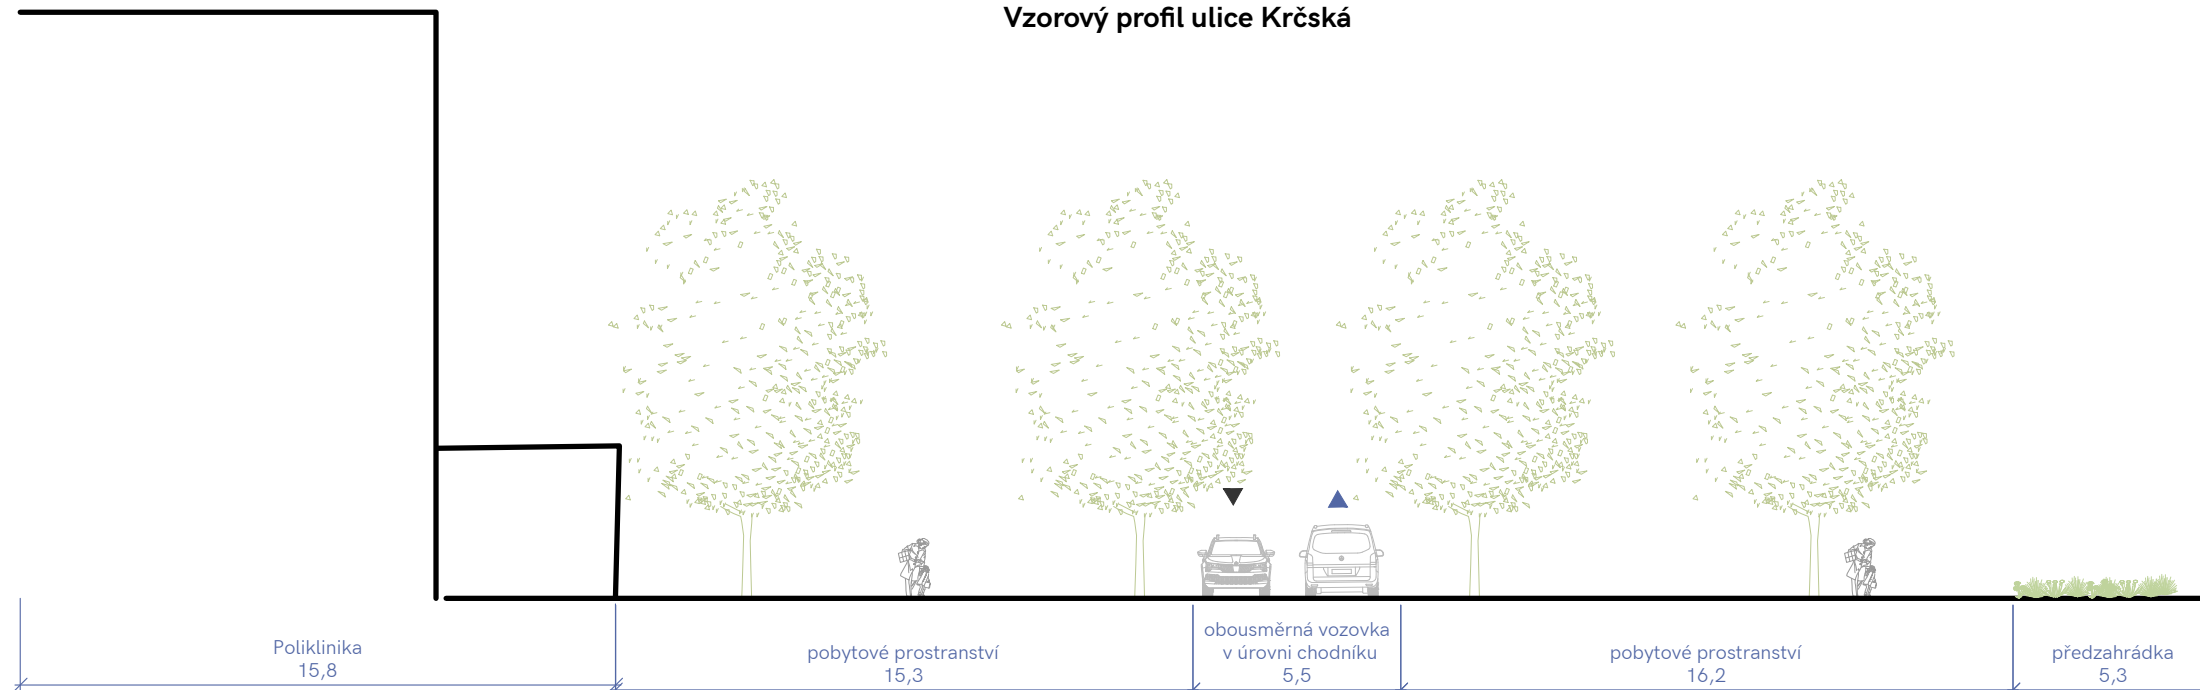 Vzorový profil ulice Krčská
Poliklinika
15,8
pobytové prostranství
15,3
obousměrná vozovka
v úrovni chodníku
5,5
pobytové prostranství
16,2
předzahrádka
5,3